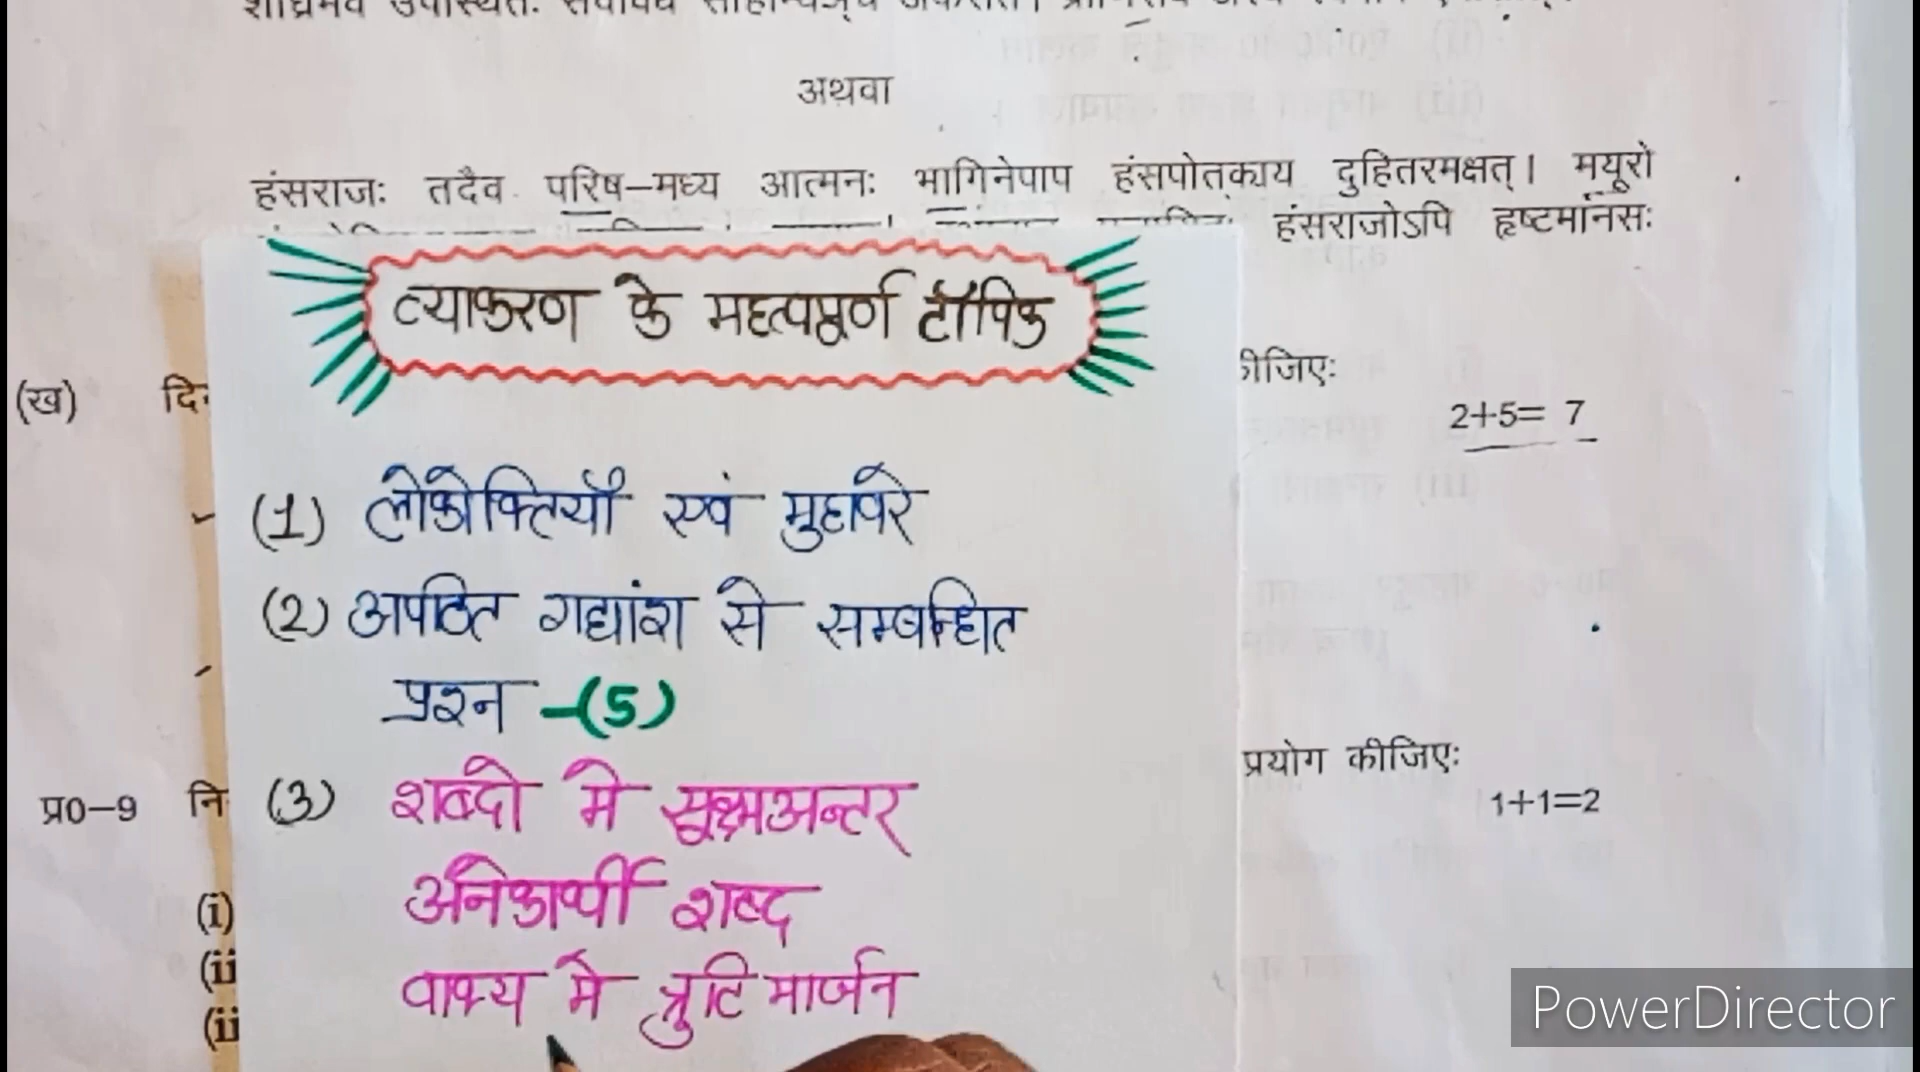 अथवा
हंसराजः तदैव परिष-मध्य आत्मनः भागिनेपाप हंसपोतकाय दुहितरमक्षत्। मयूरो
हंसराजोऽपि हृष्टमानसः
व्याकरण के महत्वपूर्ण टॉपिक
(ख) कीजिएः
2+5= 7
(1) लोकोक्तियाँ एवं मुहावरे
(2) अपठित गद्यांश से सम्बन्धित
प्रश्न -(5)
प्रयोग कीजिएः
प्र0-9 नि (3) शब्दो मे सूक्ष्मअन्तर
1+1=2
(i) अनेकार्थी शब्द
(ii वाक्य मे त्रुटि मार्जन
(ii
PowerDirector